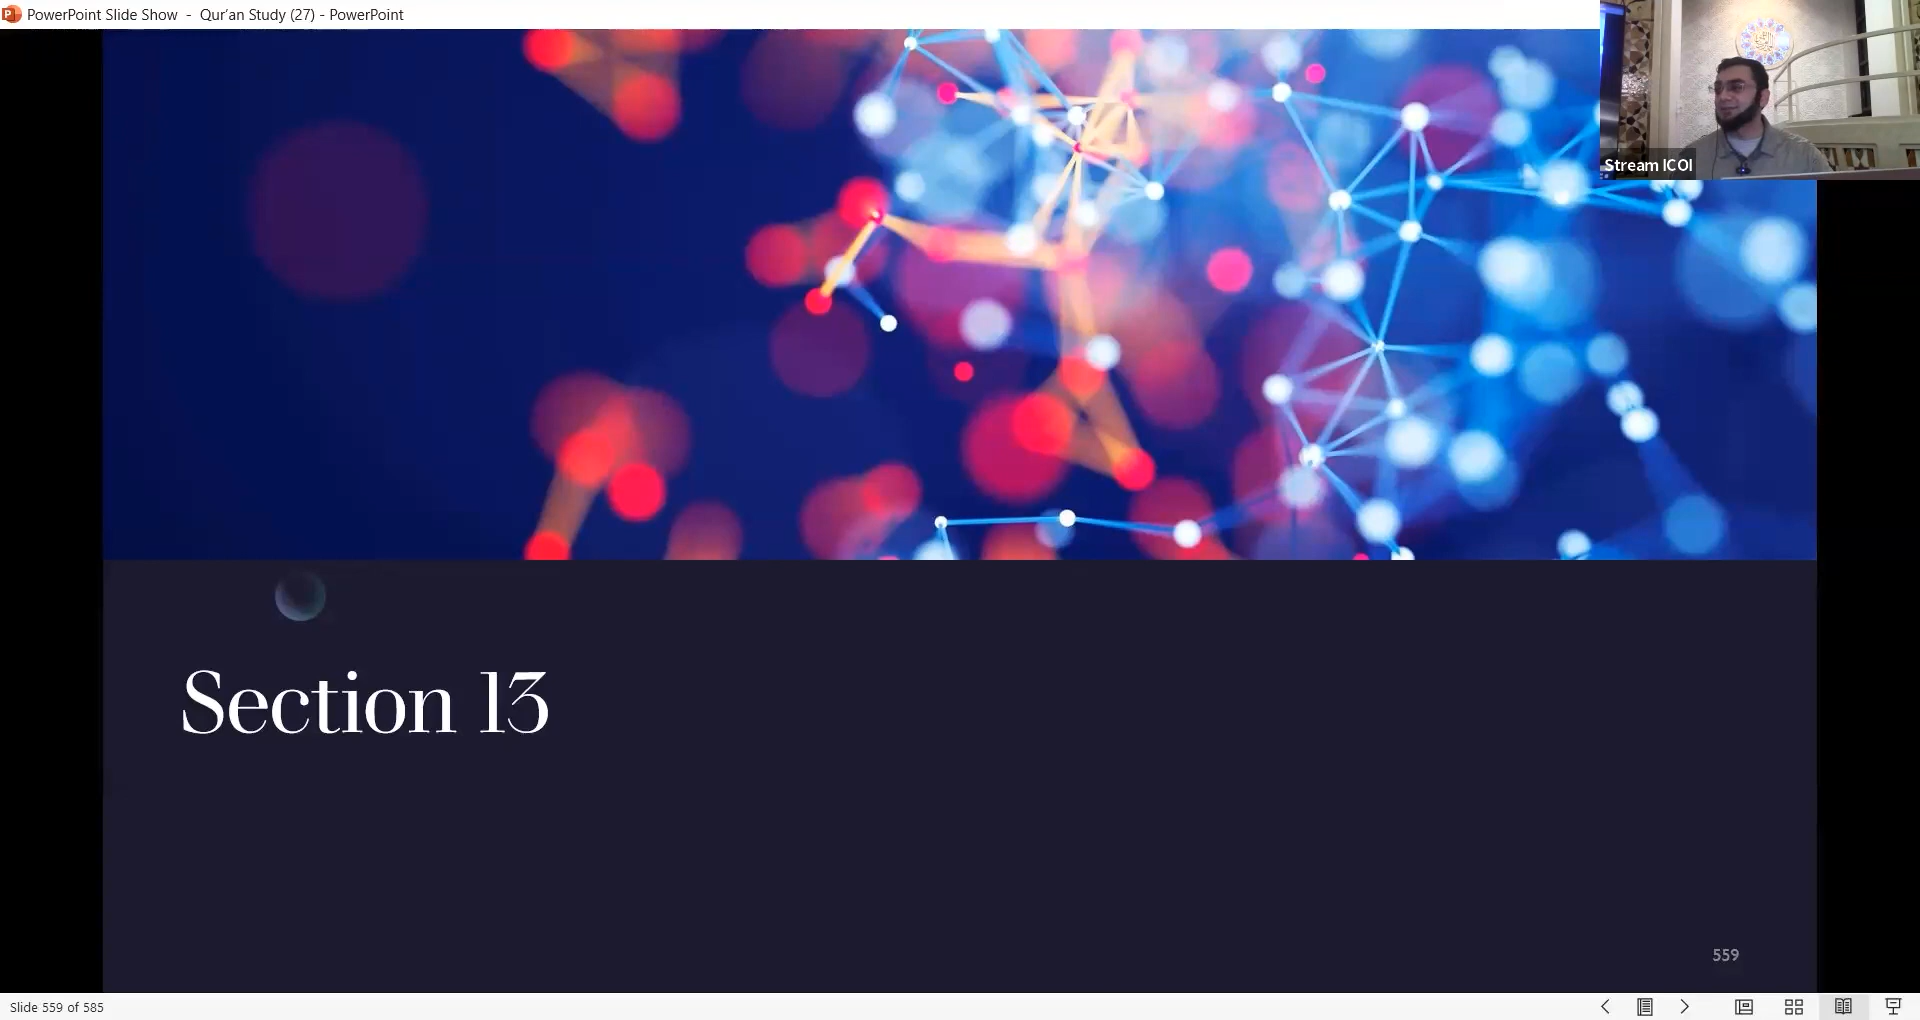 PowerPoint Slide Show - Qur'an Study (27) - PowerPoint
Stream ICOI
Section 13
559
Slide 559 of 585